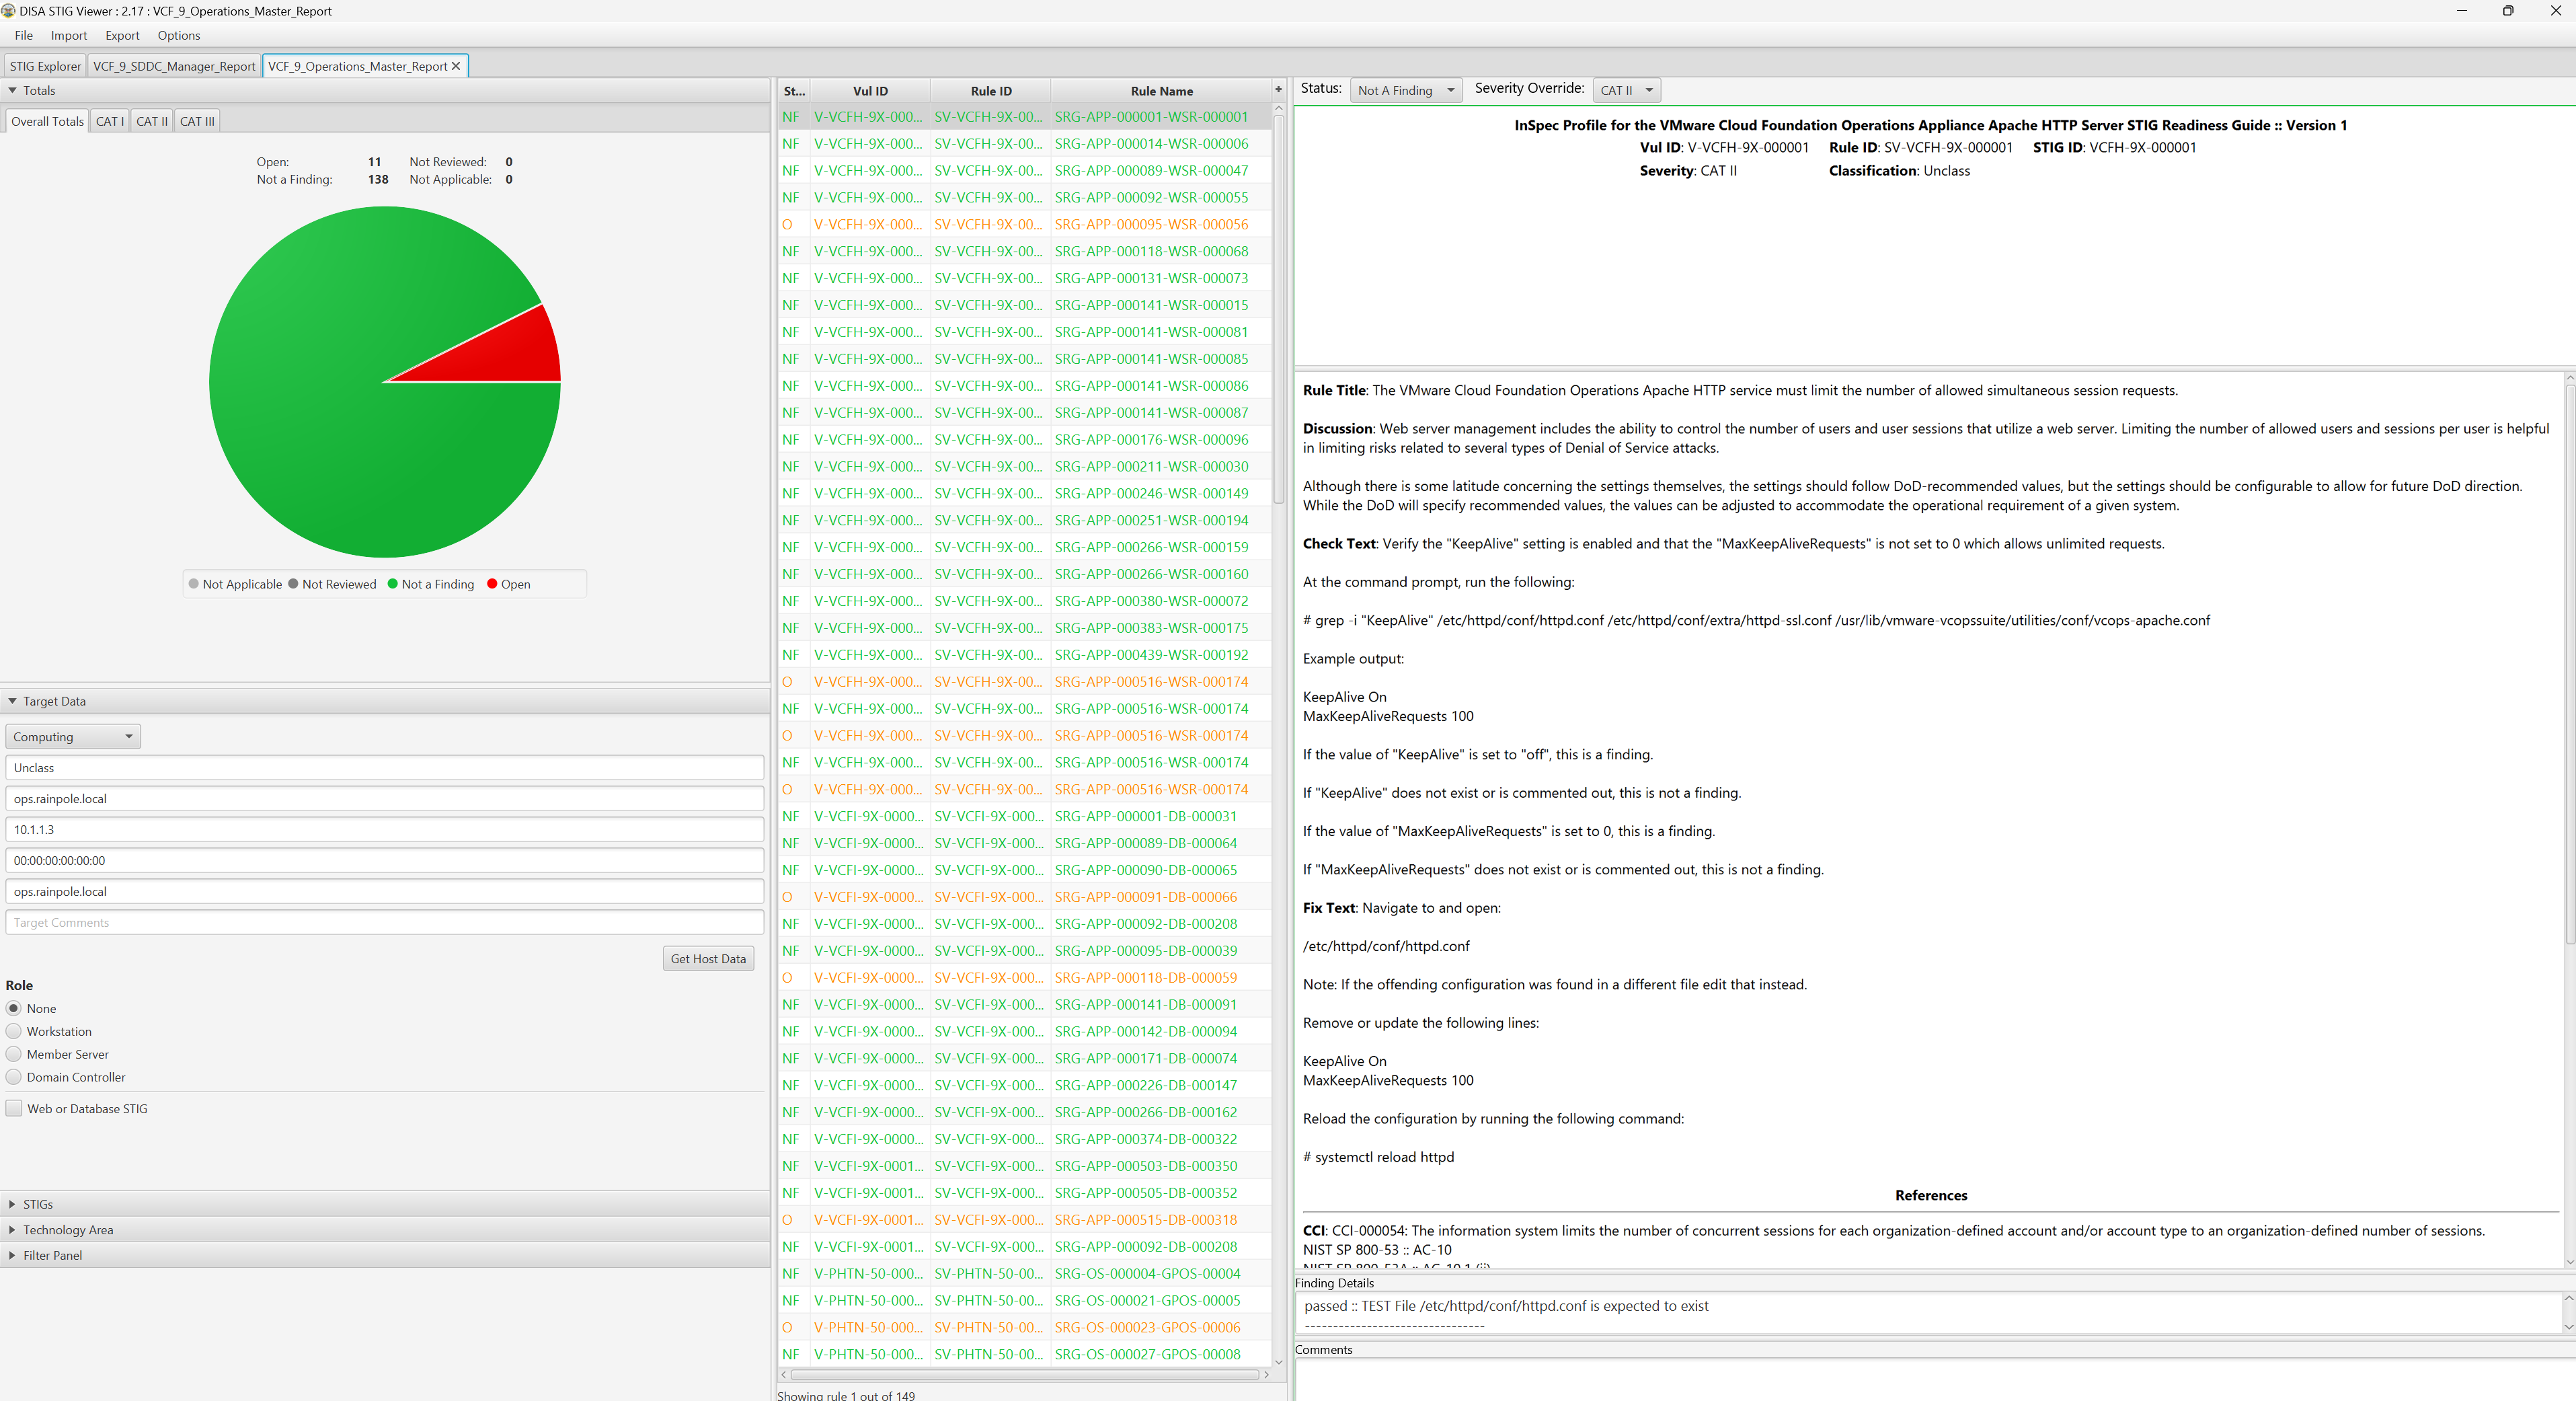 DISA STIG Viewer : 2.17 : VCF_9_Operations_Master_Report
File Import Export Options
STIG Explorer VCF_9_SDDC_Manager_Report VCF_9_Operations_Master_Report
Totals
Overall Totals CAT I CAT II CAT III
Open: 11 Not Reviewed: 0
Not a Finding: 138 Not Applicable: 0
Not Applicable Not Reviewed Not a Finding Open
Target Data
Computing
Unclass
ops.rainpole.local
10.1.1.3
00:00:00:00:00:00
ops.rainpole.local
Target Comments
Get Host Data
Role
None
Workstation
Member Server
Domain Controller
Web or Database STIG
STIGs
Technology Area
Filter Panel
St... Vul ID Rule ID Rule Name +
NF V-VCFH-9X-000... SV-VCFH-9X-00... SRG-APP-000001-WSR-000001
NF V-VCFH-9X-000... SV-VCFH-9X-00... SRG-APP-000014-WSR-000006
NF V-VCFH-9X-000... SV-VCFH-9X-00... SRG-APP-000089-WSR-000047
NF V-VCFH-9X-000... SV-VCFH-9X-00... SRG-APP-000092-WSR-000055
O V-VCFH-9X-000... SV-VCFH-9X-00... SRG-APP-000095-WSR-000056
NF V-VCFH-9X-000... SV-VCFH-9X-00... SRG-APP-000118-WSR-000068
NF V-VCFH-9X-000... SV-VCFH-9X-00... SRG-APP-000131-WSR-000073
NF V-VCFH-9X-000... SV-VCFH-9X-00... SRG-APP-000141-WSR-000015
NF V-VCFH-9X-000... SV-VCFH-9X-00... SRG-APP-000141-WSR-000081
NF V-VCFH-9X-000... SV-VCFH-9X-00... SRG-APP-000141-WSR-000085
NF V-VCFH-9X-000... SV-VCFH-9X-00... SRG-APP-000141-WSR-000086
NF V-VCFH-9X-000... SV-VCFH-9X-00... SRG-APP-000141-WSR-000087
NF V-VCFH-9X-000... SV-VCFH-9X-00... SRG-APP-000176-WSR-000096
NF V-VCFH-9X-000... SV-VCFH-9X-00... SRG-APP-000211-WSR-000030
NF V-VCFH-9X-000... SV-VCFH-9X-00... SRG-APP-000246-WSR-000149
NF V-VCFH-9X-000... SV-VCFH-9X-00... SRG-APP-000251-WSR-000194
NF V-VCFH-9X-000... SV-VCFH-9X-00... SRG-APP-000266-WSR-000159
NF V-VCFH-9X-000... SV-VCFH-9X-00... SRG-APP-000266-WSR-000160
NF V-VCFH-9X-000... SV-VCFH-9X-00... SRG-APP-000380-WSR-000072
NF V-VCFH-9X-000... SV-VCFH-9X-00... SRG-APP-000383-WSR-000175
NF V-VCFH-9X-000... SV-VCFH-9X-00... SRG-APP-000439-WSR-000192
O V-VCFH-9X-000... SV-VCFH-9X-00... SRG-APP-000516-WSR-000174
NF V-VCFH-9X-000... SV-VCFH-9X-00... SRG-APP-000516-WSR-000174
O V-VCFH-9X-000... SV-VCFH-9X-00... SRG-APP-000516-WSR-000174
NF V-VCFH-9X-000... SV-VCFH-9X-00... SRG-APP-000516-WSR-000174
O V-VCFH-9X-000... SV-VCFH-9X-00... SRG-APP-000516-WSR-000174
NF V-VCFI-9X-0000... SV-VCFI-9X-000... SRG-APP-000001-DB-000031
NF V-VCFI-9X-0000... SV-VCFI-9X-000... SRG-APP-000089-DB-000064
NF V-VCFI-9X-0000... SV-VCFI-9X-000... SRG-APP-000090-DB-000065
O V-VCFI-9X-0000... SV-VCFI-9X-000... SRG-APP-000091-DB-000066
NF V-VCFI-9X-0000... SV-VCFI-9X-000... SRG-APP-000092-DB-000208
NF V-VCFI-9X-0000... SV-VCFI-9X-000... SRG-APP-000095-DB-000039
O V-VCFI-9X-0000... SV-VCFI-9X-000... SRG-APP-000118-DB-000059
NF V-VCFI-9X-0000... SV-VCFI-9X-000... SRG-APP-000141-DB-000091
NF V-VCFI-9X-0000... SV-VCFI-9X-000... SRG-APP-000142-DB-000094
NF V-VCFI-9X-0000... SV-VCFI-9X-000... SRG-APP-000171-DB-000074
NF V-VCFI-9X-0000... SV-VCFI-9X-000... SRG-APP-000226-DB-000147
NF V-VCFI-9X-0000... SV-VCFI-9X-000... SRG-APP-000266-DB-000162
NF V-VCFI-9X-0000... SV-VCFI-9X-000... SRG-APP-000374-DB-000322
NF V-VCFI-9X-0001... SV-VCFI-9X-000... SRG-APP-000503-DB-000350
NF V-VCFI-9X-0001... SV-VCFI-9X-000... SRG-APP-000505-DB-000352
O V-VCFI-9X-0001... SV-VCFI-9X-000... SRG-APP-000515-DB-000318
NF V-VCFI-9X-0001... SV-VCFI-9X-000... SRG-APP-000092-DB-000208
NF V-PHTN-50-000... SV-PHTN-50-00... SRG-OS-000004-GPOS-00004
NF V-PHTN-50-000... SV-PHTN-50-00... SRG-OS-000021-GPOS-00005
O V-PHTN-50-000... SV-PHTN-50-00... SRG-OS-000023-GPOS-00006
NF V-PHTN-50-000... SV-PHTN-50-00... SRG-OS-000027-GPOS-00008
Showing rule 1 out of 149
Status: Not A Finding Severity Override: CAT II
InSpec Profile for the VMware Cloud Foundation Operations Appliance Apache HTTP Server STIG Readiness Guide :: Version 1
Vul ID: V-VCFH-9X-000001 Rule ID: SV-VCFH-9X-000001 STIG ID: VCFH-9X-000001
Severity: CAT II Classification: Unclass
Rule Title: The VMware Cloud Foundation Operations Apache HTTP service must limit the number of allowed simultaneous session requests.
Discussion: Web server management includes the ability to control the number of users and user sessions that utilize a web server. Limiting the number of allowed users and sessions per user is helpful
in limiting risks related to several types of Denial of Service attacks.
Although there is some latitude concerning the settings themselves, the settings should follow DoD-recommended values, but the settings should be configurable to allow for future DoD direction.
While the DoD will specify recommended values, the values can be adjusted to accommodate the operational requirement of a given system.
Check Text: Verify the "KeepAlive" setting is enabled and that the "MaxKeepAliveRequests" is not set to 0 which allows unlimited requests.
At the command prompt, run the following:
# grep -i "KeepAlive" /etc/httpd/conf/httpd.conf /etc/httpd/conf/extra/httpd-ssl.conf /usr/lib/vmware-vcopssuite/utilities/conf/vcops-apache.conf
Example output:
KeepAlive On
MaxKeepAliveRequests 100
If the value of "KeepAlive" is set to "off", this is a finding.
If "KeepAlive" does not exist or is commented out, this is not a finding.
If the value of "MaxKeepAliveRequests" is set to 0, this is a finding.
If "MaxKeepAliveRequests" does not exist or is commented out, this is not a finding.
Fix Text: Navigate to and open:
/etc/httpd/conf/httpd.conf
Note: If the offending configuration was found in a different file edit that instead.
Remove or update the following lines:
KeepAlive On
MaxKeepAliveRequests 100
Reload the configuration by running the following command:
# systemctl reload httpd
References
CCI: CCI-000054: The information system limits the number of concurrent sessions for each organization-defined account and/or account type to an organization-defined number of sessions.
NIST SP 800-53 :: AC-10
NIST SP 800-53A :: AC-10.1 (ii)
Finding Details
passed :: TEST File /etc/httpd/conf/httpd.conf is expected to exist
--------------------------------
Comments